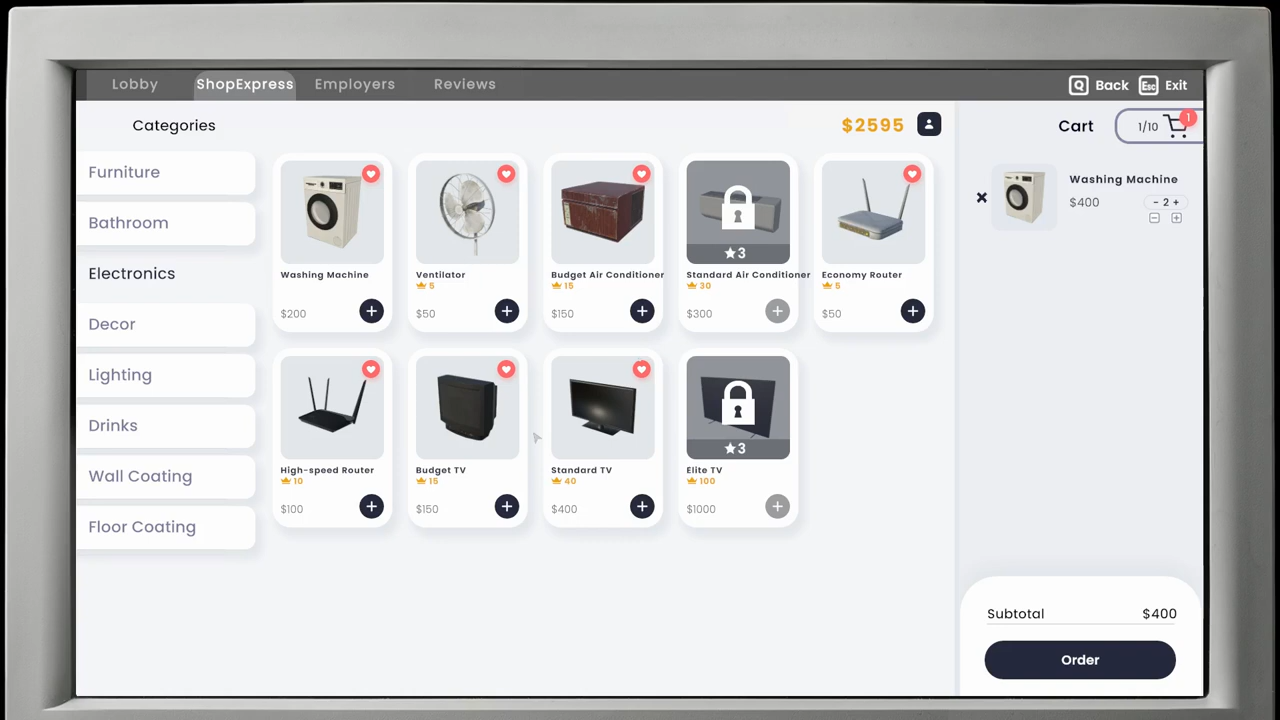 Lobby
ShopExpress
Employers
Reviews
Q Back
Esc Exit
Categories
$2595
Cart
1/10
1
Furniture
Bathroom
Electronics
Decor
Lighting
Drinks
Wall Coating
Floor Coating
Washing Machine
$200
Ventilator
5
$50
Budget Air Conditioner
15
$150
3
Standard Air Conditioner
30
$300
Economy Router
5
$50
High-speed Router
10
$100
Budget TV
15
$150
Standard TV
40
$400
3
Elite TV
100
$1000
Washing Machine
$400
- 2 +
Subtotal
$400
Order